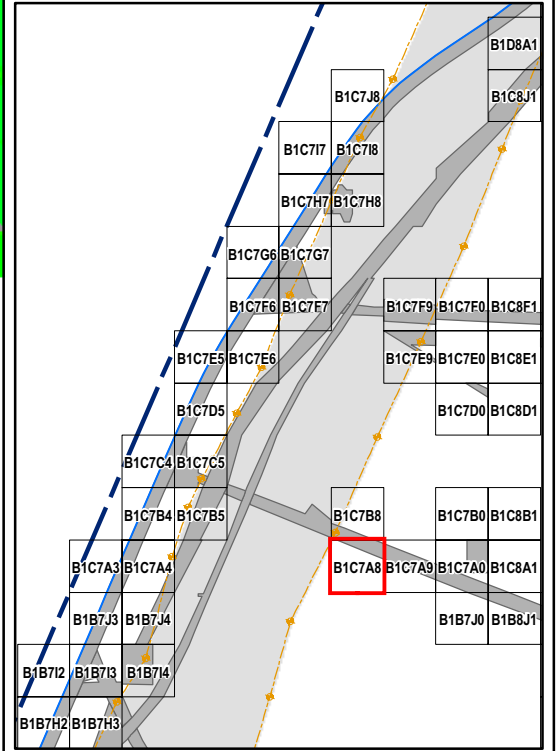 B1D8A1
B1C7J8 B1C8J1
B1C7I7 B1C7I8
B1C7H7 B1C7H8
B1C7G6 B1C7G7
B1C7F6 B1C7F7 B1C7F9 B1C7F0 B1C8F1
B1C7E5 B1C7E6 B1C7E9 B1C7E0 B1C8E1
B1C7D5 B1C7D0 B1C8D1
B1C7C4 B1C7C5
B1C7B4 B1C7B5 B1C7B8 B1C7B0 B1C8B1
B1C7A3 B1C7A4 B1C7A8 B1C7A9 B1C7A0 B1C8A1
B1B7J3 B1B7J4 B1B7J0 B1B8J1
B1B7I2 B1B7I3 B1B7I4
B1B7H2 B1B7H3